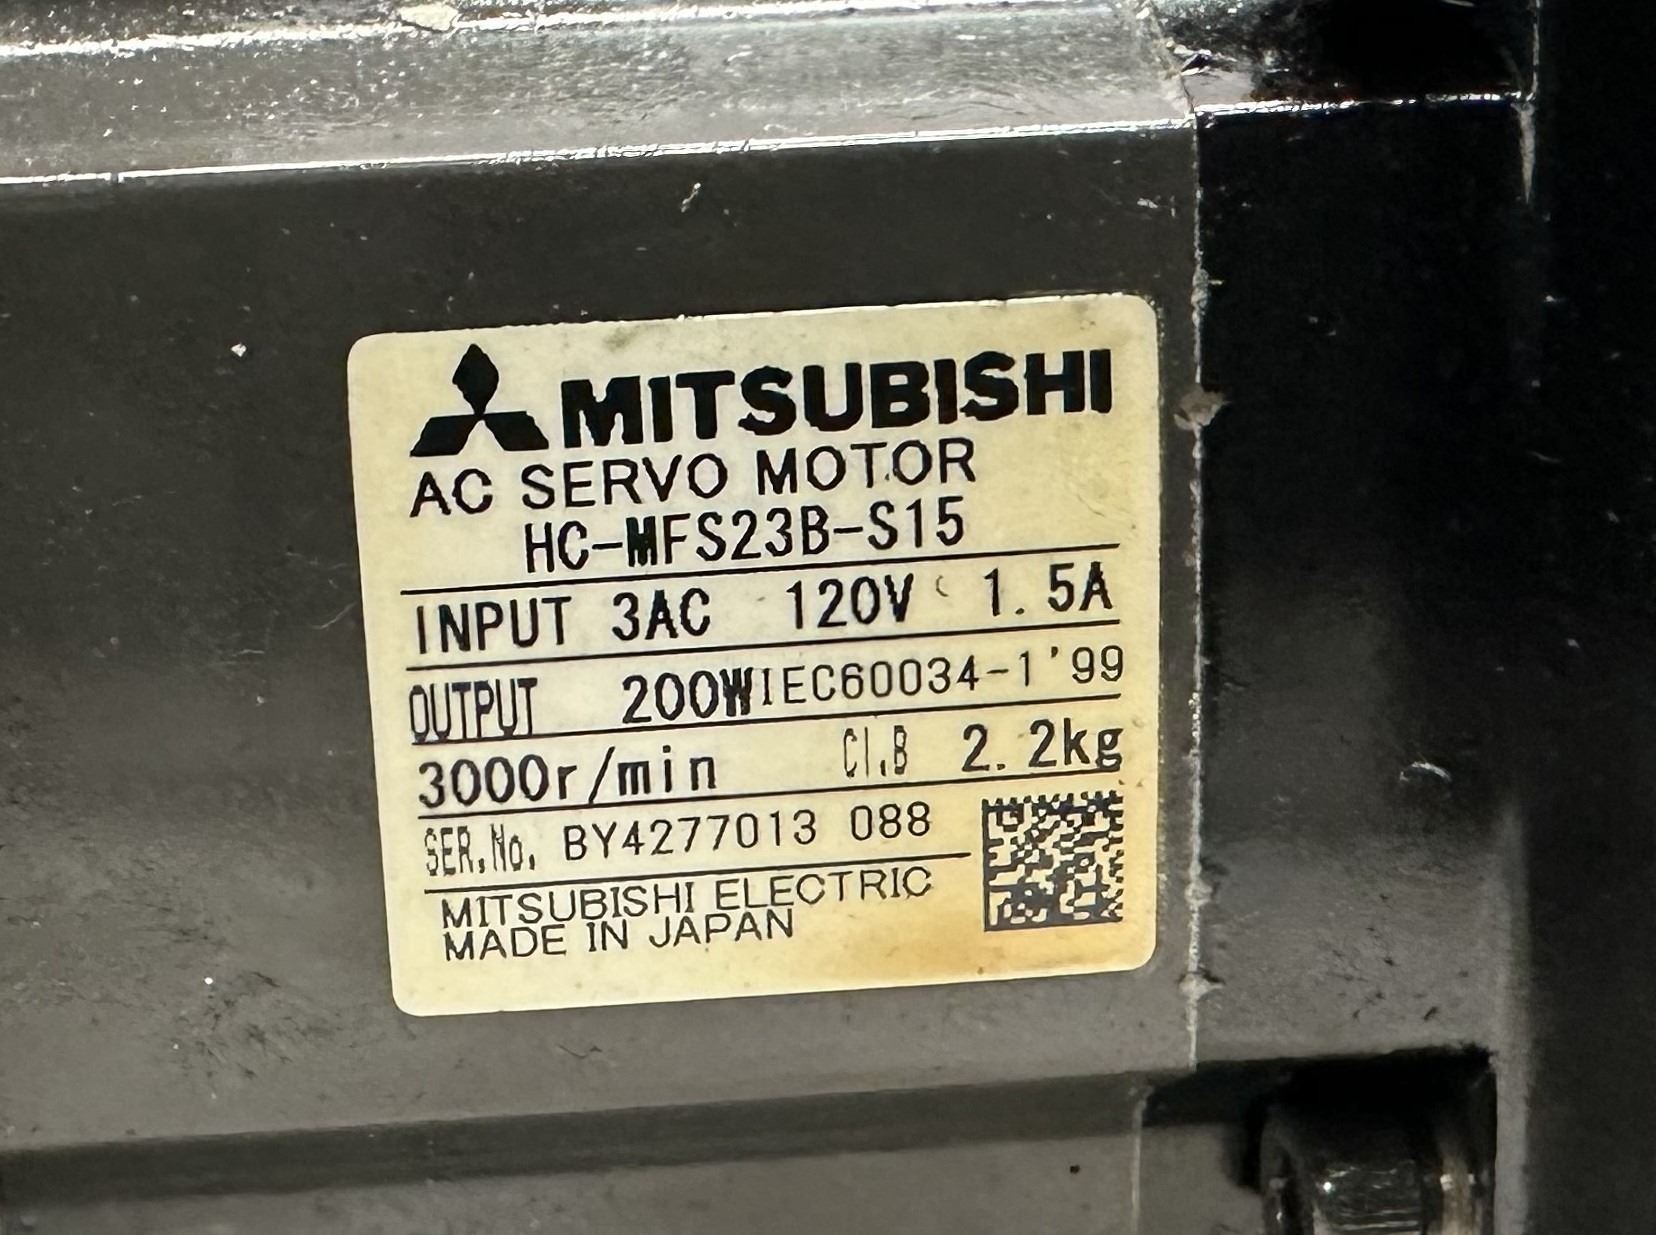 MITSUBISHI
AC SERVO MOTOR
HC-MFS23B-S15
INPUT 3AC 120V 1.5A
OUTPUT 200W IEC60034-1'99
3000r/min CI.B 2.2kg
SER.No. BY4277013 088
MITSUBISHI ELECTRIC
MADE IN JAPAN